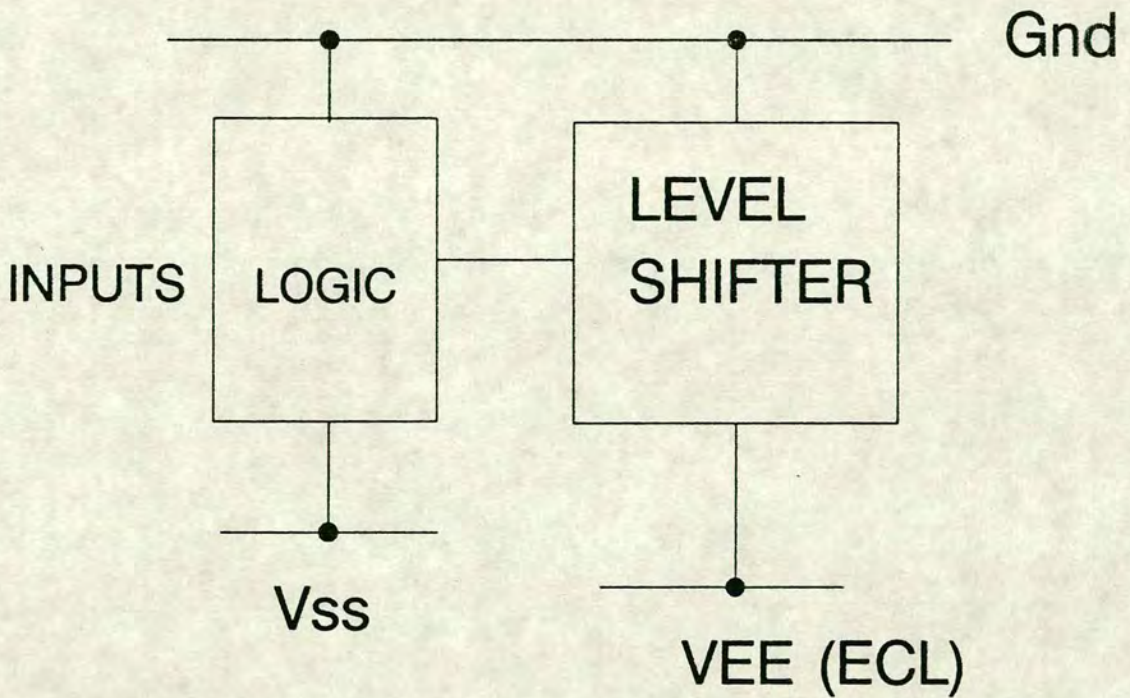 Gnd
LEVEL
SHIFTER
INPUTS
LOGIC
Vss
VEE (ECL)